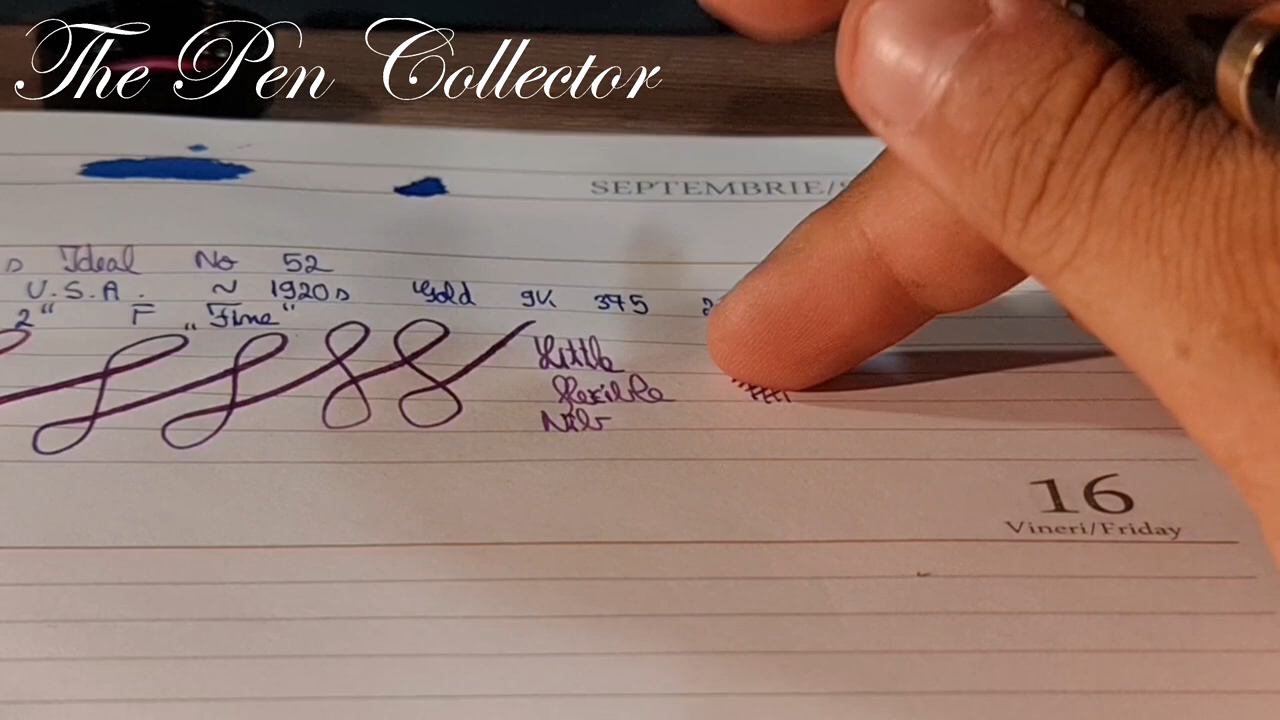 The Pen Collector
SEPTEMBRIE/
s Ideal No 52
U.S.A. ~ 1920s Gold 9K 375 2
2" F „Fine"
Little
flexible
Nib
16
Vineri/Friday